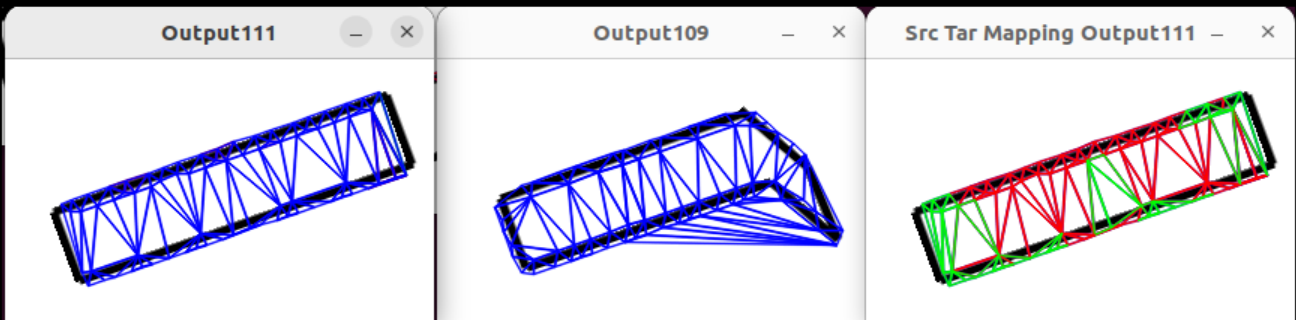 Output111
Output109
Src Tar Mapping Output111